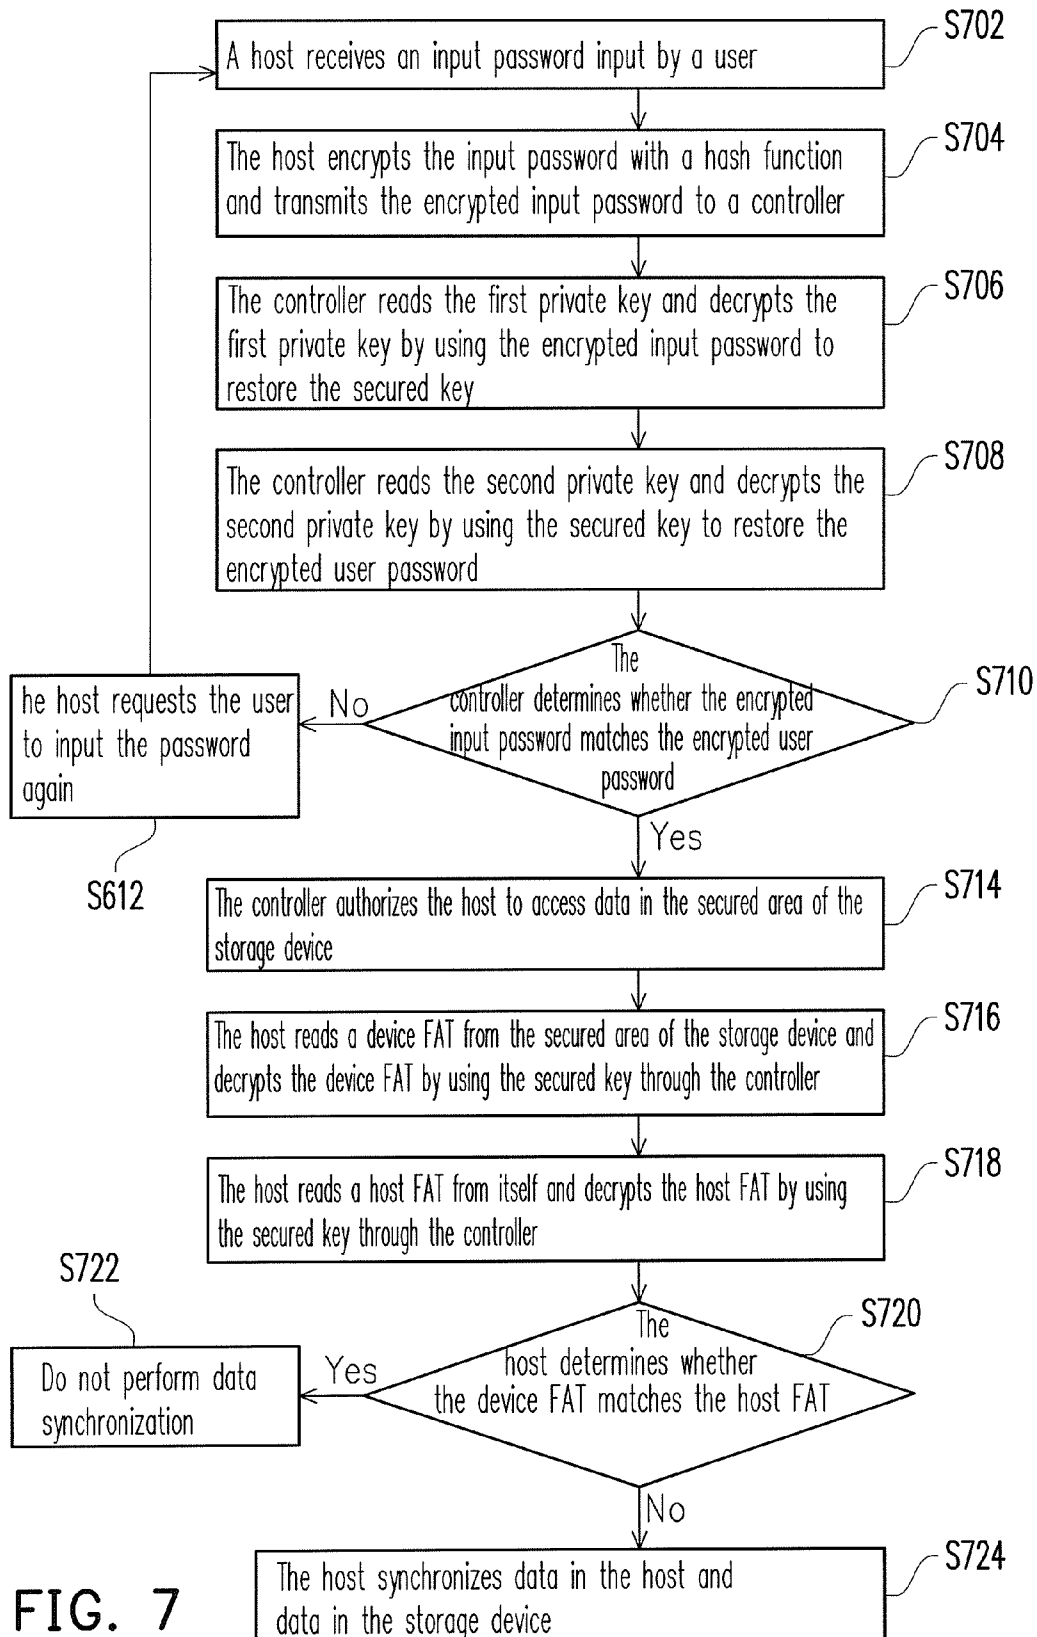 S702
A host receives an input password input by a user
S704
The host encrypts the input password with a hash function
and transmits the encrypted input password to a controller
S706
The controller reads the first private key and decrypts the
first private key by using the encrypted input password to
restore the secured key
S708
The controller reads the second private key and decrypts the
second private key by using the secured key to restore the
encrypted user password
S710
The
controller determines whether the encrypted
input password matches the encrypted user
password
No
he host requests the user
to input the password
again
S612
Yes
S714
The controller authorizes the host to access data in the secured area of the
storage device
S716
The host reads a device FAT from the secured area of the storage device and
decrypts the device FAT by using the secured key through the controller
S718
The host reads a host FAT from itself and decrypts the host FAT by using
the secured key through the controller
S720
The
host determines whether
the device FAT matches the host FAT
S722
Yes
Do not perform data
synchronization
No
S724
The host synchronizes data in the host and
data in the storage device
FIG. 7